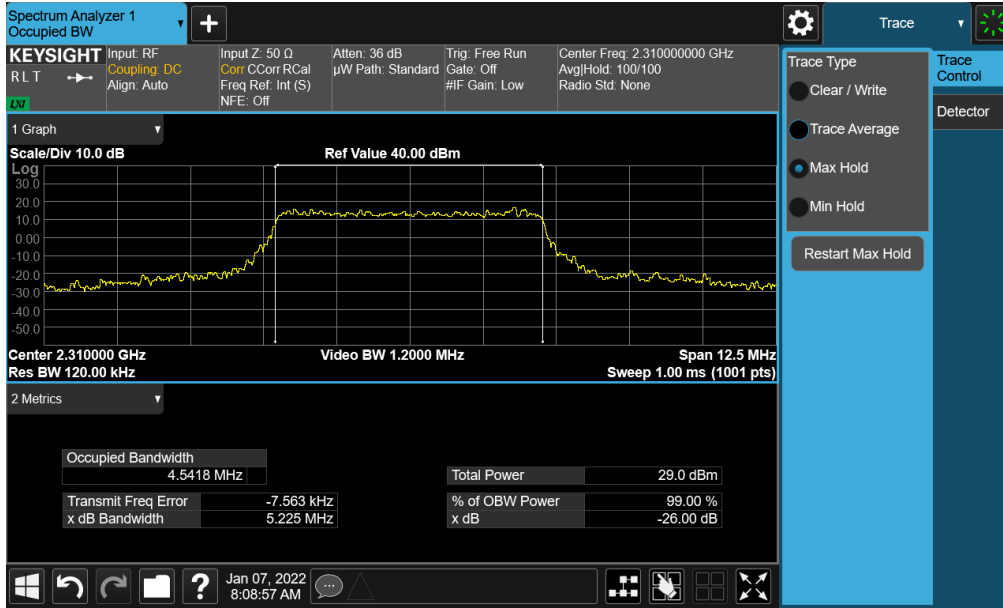 Spectrum Analyzer 1
Occupied BW
Trace
KEYSIGHT
R L T
LXI
Input: RF
Coupling: DC
Align: Auto
Input Z: 50 Ω
Corr CCorr RCal
Freq Ref: Int (S)
NFE: Off
Atten: 36 dB
µW Path: Standard
Trig: Free Run
Gate: Off
#IF Gain: Low
Center Freq: 2.310000000 GHz
Avg|Hold: 100/100
Radio Std: None
Trace Type
Clear / Write
Trace Average
Max Hold
Min Hold
Restart Max Hold
Trace
Control
Detector
1 Graph
Scale/Div 10.0 dB
Ref Value 40.00 dBm
Log
30.0
20.0
10.0
0.00
-10.0
-20.0
-30.0
-40.0
-50.0
Center 2.310000 GHz
Video BW 1.2000 MHz
Span 12.5 MHz
Res BW 120.00 kHz
Sweep 1.00 ms (1001 pts)
2 Metrics
Occupied Bandwidth
4.5418 MHz
Total Power 29.0 dBm
Transmit Freq Error -7.563 kHz
% of OBW Power 99.00 %
x dB Bandwidth 5.225 MHz
x dB -26.00 dB
?
Jan 07, 2022
8:08:57 AM